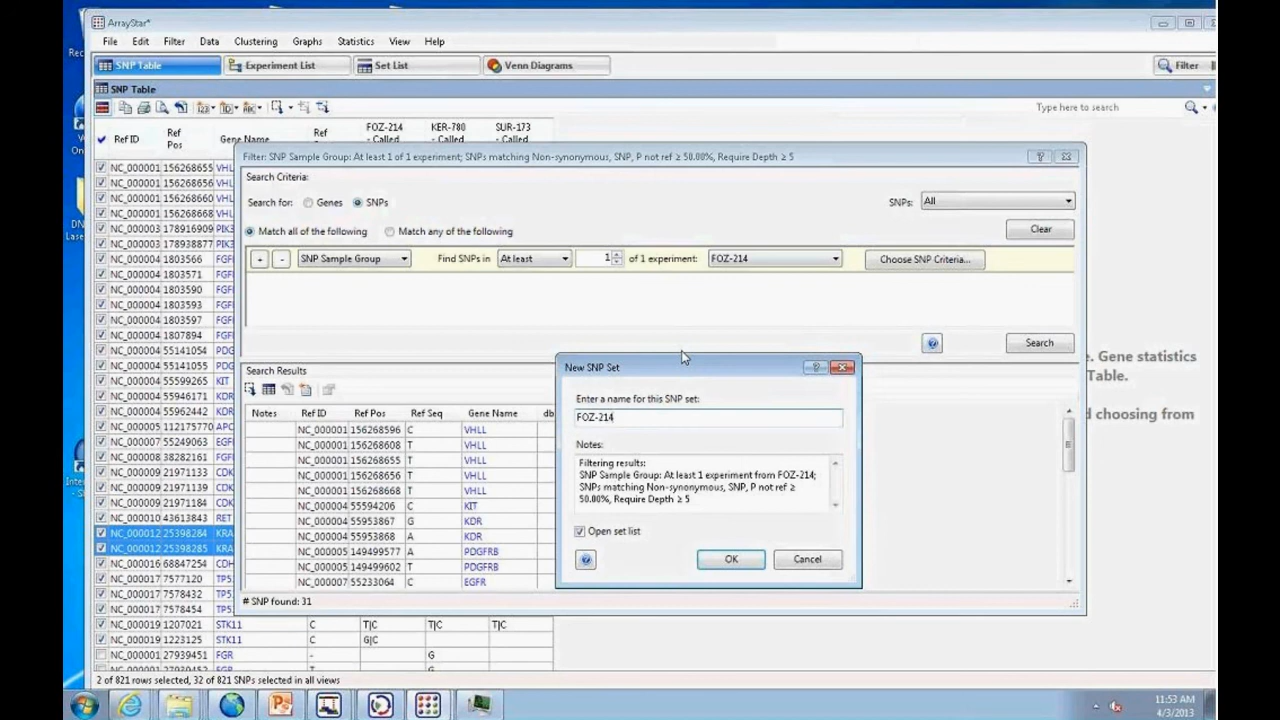 ArrayStar*
File Edit Filter Data Clustering Graphs Statistics View Help
SNP Table Experiment List Set List Venn Diagrams Filter
SNP Table
Type here to search
Ref ID Ref Pos Gene Name Ref FOZ-214 - Called KER-780 - Called SUR-173 - Called
NC_000001 156268655 VHLL
NC_000001 156268656 VHL
NC_000001 156268660 VHL
NC_000001 156268668 VHL
NC_000003 178916909 PIK3
NC_000003 178938877 PIK3
NC_000004 1803566 FGF
NC_000004 1803571 FGF
NC_000004 1803590 FGF
NC_000004 1803593 FGF
NC_000004 1803597 FGF
NC_000004 1807894 FGF
NC_000004 55141054 PDG
NC_000004 55141055 PDG
NC_000004 55599265 KIT
NC_000004 55946171 KDR
NC_000004 55962442 KDR
NC_000005 112175770 APC
NC_000007 55249063 EGF
NC_000009 21971133 CDK
NC_000009 21971139 CDK
NC_000009 21971184 CDK
NC_000010 43613843 RET
NC_000012 25398284 KRA
NC_000012 25398285 KRA
NC_000016 68847254 CDH
NC_000017 7577120 TP5
NC_000017 7578432 TP5
NC_000017 7578454 TP5
NC_000019 1207021 STK11 C T|C T|C T|C
NC_000019 1223125 STK11 C G|C
NC_000001 27939451 FGR - G
NC_000001 27939452 FGR T G
2 of 821 rows selected, 32 of 821 SNPs selected in all views
Filter: SNP Sample Group: At least 1 of 1 experiment; SNPs matching Non-synonymous, SNP, P not ref ≥ 50.00%, Require Depth ≥ 5
Search Criteria:
Search for: Genes SNPs SNPs: All
Match all of the following Match any of the following Clear
+ - SNP Sample Group Find SNPs in At least 1 of 1 experiment: FOZ-214 Choose SNP Criteria...
Search
Search Results
Notes Ref ID Ref Pos Ref Seq Gene Name db
NC_000001 156268596 C VHLL
NC_000001 156268608 T VHLL
NC_000001 156268655 T VHLL
NC_000001 156268656 T VHLL
NC_000001 156268668 T VHLL
NC_000004 55594206 C KIT
NC_000004 55953867 G KDR
NC_000004 55953868 A KDR
NC_000005 149499577 A PDGFRB
NC_000005 149499602 T PDGFRB
NC_000007 55233064 C EGFR
# SNP found: 31
New SNP Set
Enter a name for this SNP set:
FOZ-214
Notes:
Filtering results:
SNP Sample Group: At least 1 experiment from FOZ-214;
SNPs matching Non-synonymous, SNP, P not ref ≥
50.00%, Require Depth ≥ 5
Open set list
OK Cancel
. Gene statistics
Table.
d choosing from
11:53 AM
4/3/2013